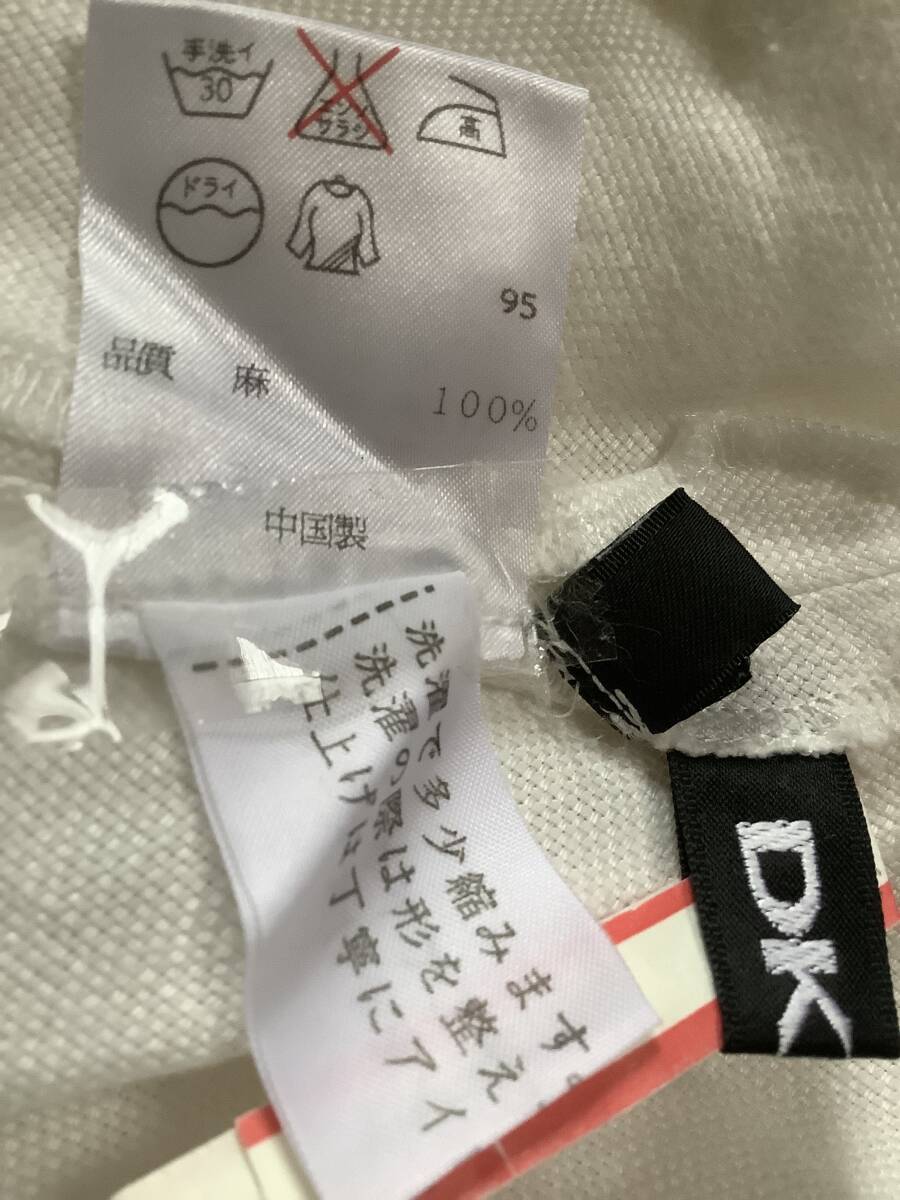 手洗イ
30
エンソ
サラシ
高
ドライ
95
品質 麻 100%
中国製
洗濯で多少縮みます。
洗濯の際は形を整え
仕上げは丁寧にアイ
DK